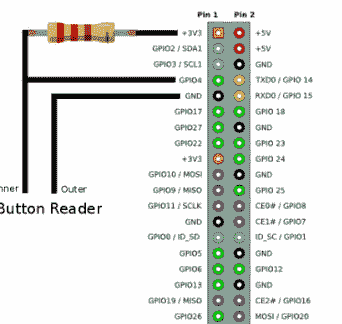 Pin 1 Pin 2
+3V3 +5V
GPIO2 / SDA1 +5V
GPIO3 / SCL1 GND
GPIO4 TXD0 / GPIO 14
GND RXD0 / GPIO 15
GPIO17 GPIO 18
GPIO27 GND
GPIO22 GPIO 23
+3V3 GPIO 24
GPIO10 / MOSI GND
GPIO9 / MISO GPIO 25
GPIO11 / SCLK CE0# / GPIO8
GND CE1# /GPIO7
GPIO0 / ID_SD ID_SC /GPIO1
GPIO5 GND
GPIO6 GPIO12
GPIO13 GND
GPIO19 / MISO CE2# / GPIO16
GPIO26 MOSI / GPIO20
nner Outer
Button Reader